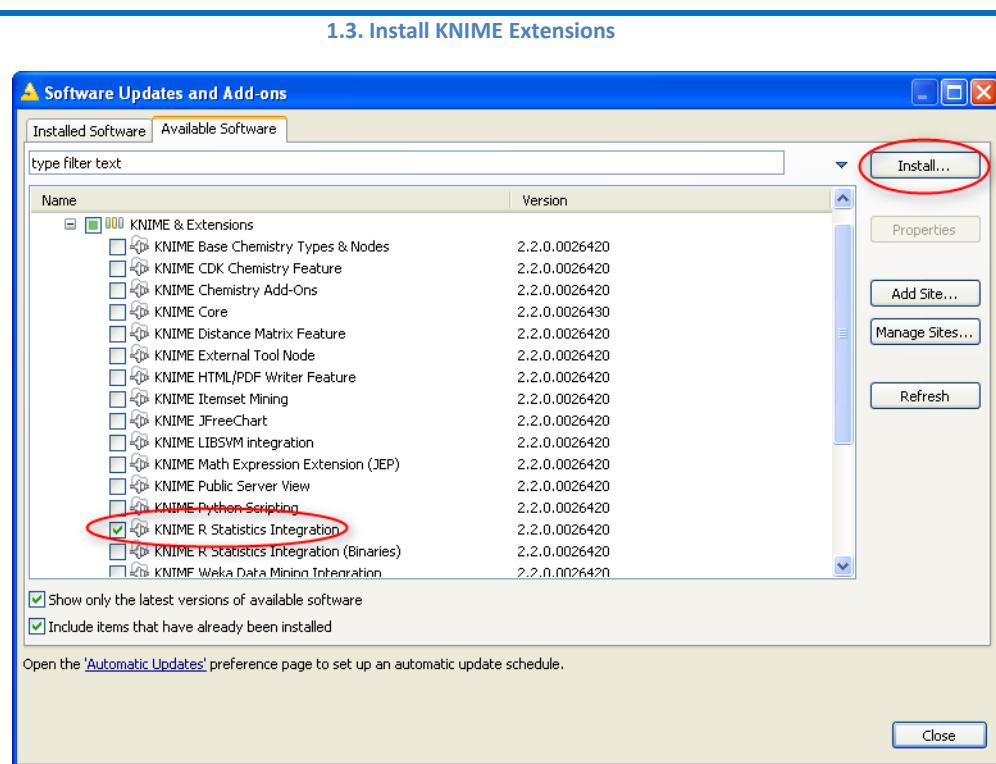 1.3. Install KNIME Extensions
Software Updates and Add-ons
Installed Software Available Software
type filter text Install...
Name Version
KNIME & Extensions Properties
KNIME Base Chemistry Types & Nodes 2.2.0.0026420
KNIME CDK Chemistry Feature 2.2.0.0026420
KNIME Chemistry Add-Ons 2.2.0.0026420 Add Site...
KNIME Core 2.2.0.0026430
KNIME Distance Matrix Feature 2.2.0.0026420 Manage Sites...
KNIME External Tool Node 2.2.0.0026420
KNIME HTML/PDF Writer Feature 2.2.0.0026420
KNIME Itemset Mining 2.2.0.0026420 Refresh
KNIME JFreeChart 2.2.0.0026420
KNIME LIBSVM integration 2.2.0.0026420
KNIME Math Expression Extension (JEP) 2.2.0.0026420
KNIME Public Server View 2.2.0.0026420
KNIME Python Scripting 2.2.0.0026420
KNIME R Statistics Integration 2.2.0.0026420
KNIME R Statistics Integration (Binaries) 2.2.0.0026420
KNIME Weka Data Mining Integration 2.2.0.0026420
Show only the latest versions of available software
Include items that have already been installed
Open the 'Automatic Updates' preference page to set up an automatic update schedule.
Close